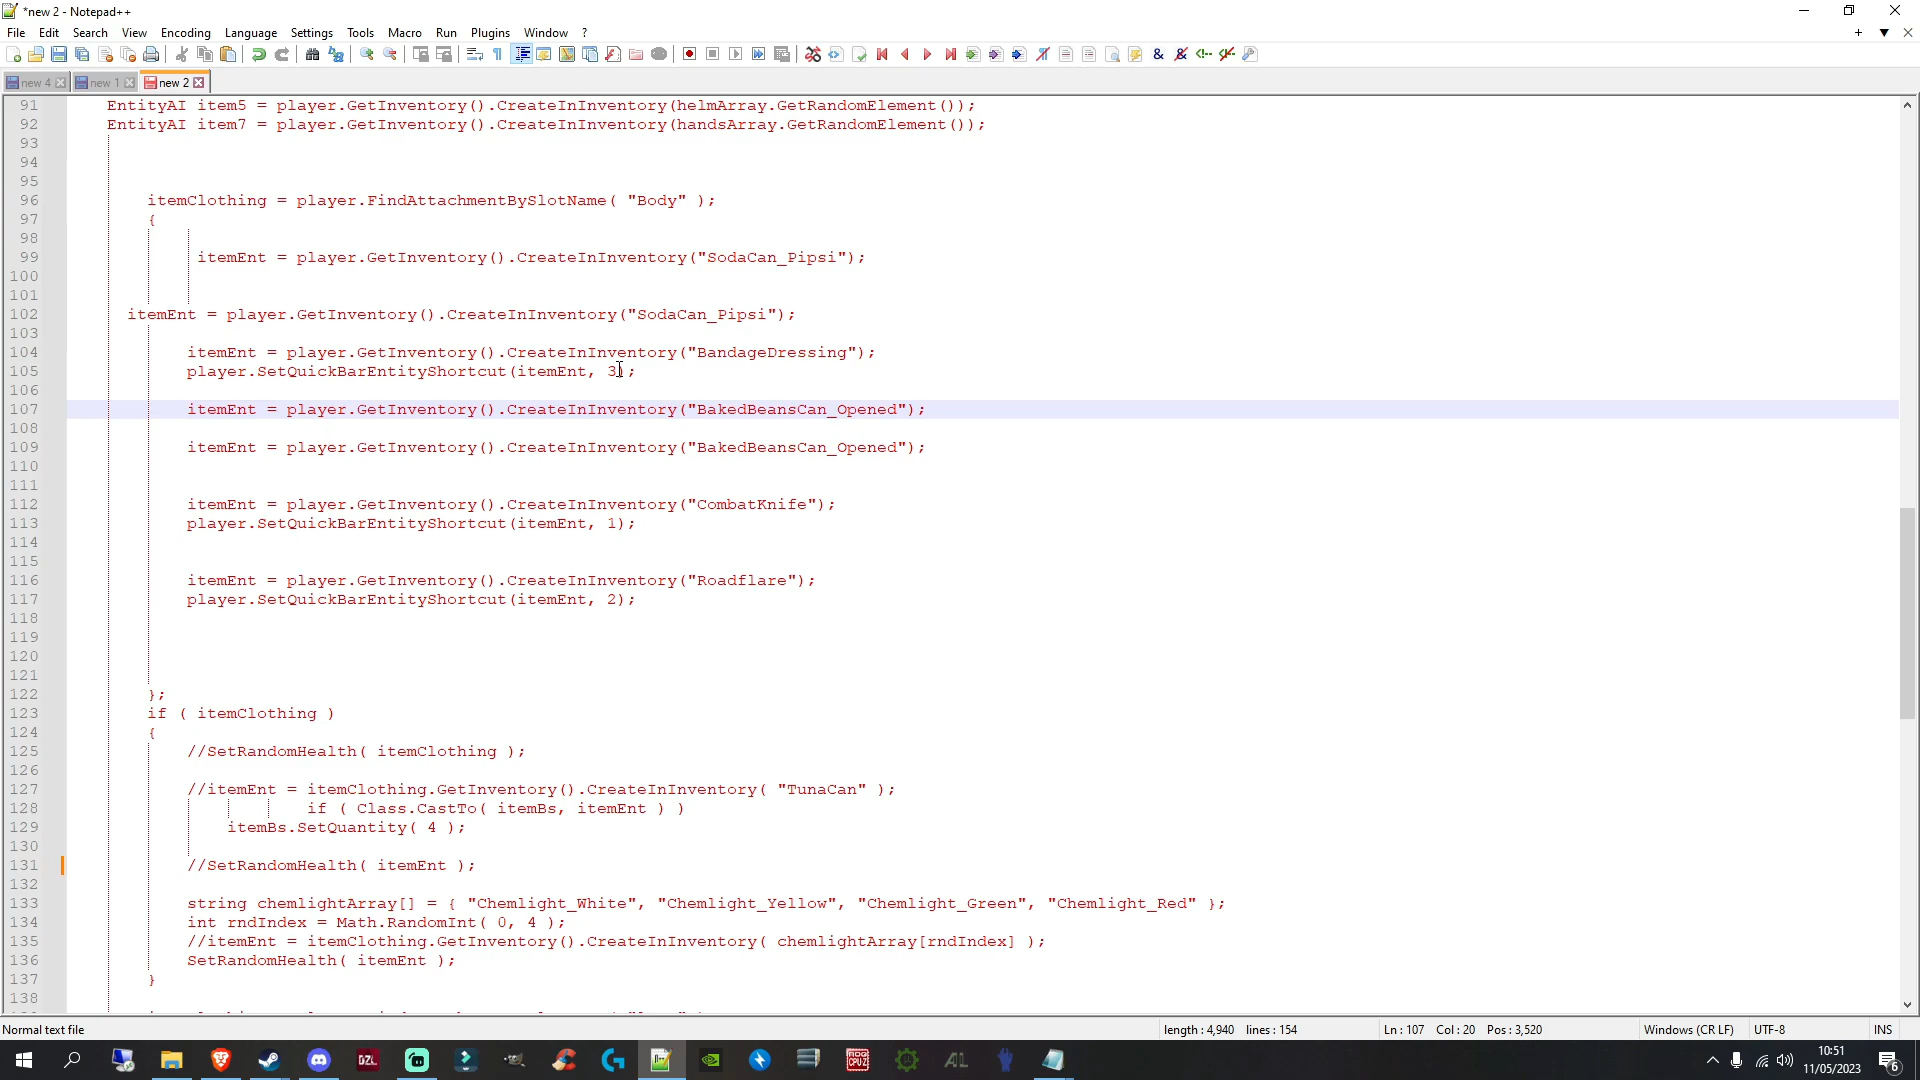 *new 2 - Notepad++
File Edit Search View Encoding Language Settings Tools Macro Run Plugins Window ?
new 4 new 1 new 2
91 EntityAI item5 = player.GetInventory().CreateInInventory(helmArray.GetRandomElement());
92 EntityAI item7 = player.GetInventory().CreateInInventory(handsArray.GetRandomElement());
93
94
95
96 itemClothing = player.FindAttachmentBySlotName( "Body" );
97 {
98
99 itemEnt = player.GetInventory().CreateInInventory("SodaCan_Pipsi");
100
101
102 itemEnt = player.GetInventory().CreateInInventory("SodaCan_Pipsi");
103
104 itemEnt = player.GetInventory().CreateInInventory("BandageDressing");
105 player.SetQuickBarEntityShortcut(itemEnt, 3);
106
107 itemEnt = player.GetInventory().CreateInInventory("BakedBeansCan_Opened");
108
109 itemEnt = player.GetInventory().CreateInInventory("BakedBeansCan_Opened");
110
111
112 itemEnt = player.GetInventory().CreateInInventory("CombatKnife");
113 player.SetQuickBarEntityShortcut(itemEnt, 1);
114
115
116 itemEnt = player.GetInventory().CreateInInventory("Roadflare");
117 player.SetQuickBarEntityShortcut(itemEnt, 2);
118
119
120
121
122 };
123 if ( itemClothing )
124 {
125 //SetRandomHealth( itemClothing );
126
127 //itemEnt = itemClothing.GetInventory().CreateInInventory( "TunaCan" );
128 if ( Class.CastTo( itemBs, itemEnt ) )
129 itemBs.SetQuantity( 4 );
130
131 //SetRandomHealth( itemEnt );
132
133 string chemlightArray[] = { "Chemlight_White", "Chemlight_Yellow", "Chemlight_Green", "Chemlight_Red" };
134 int rndIndex = Math.RandomInt( 0, 4 );
135 //itemEnt = itemClothing.GetInventory().CreateInInventory( chemlightArray[rndIndex] );
136 SetRandomHealth( itemEnt );
137 }
138
Normal text file length : 4,940 lines : 154 Ln : 107 Col : 20 Pos : 3,520 Windows (CR LF) UTF-8 INS
DZL CPU-Z AL 10:51
11/05/2023 6